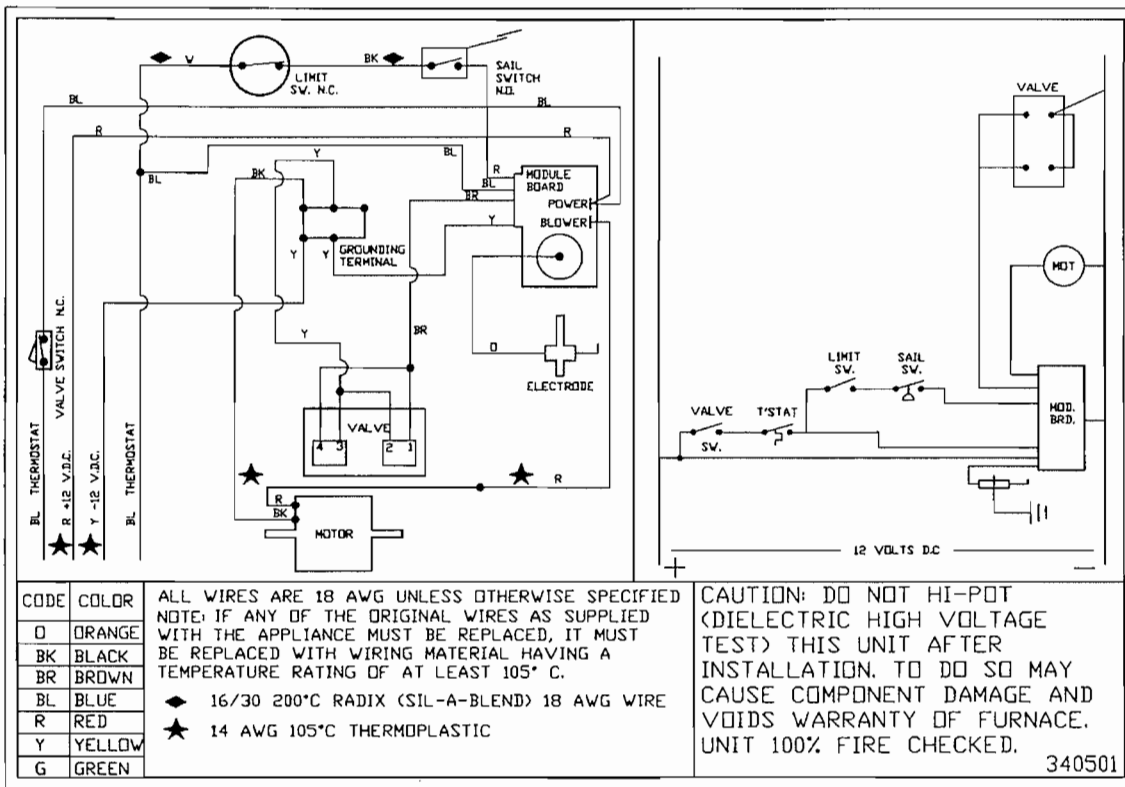 W
LIMIT
SW. N.C.
BK
SAIL
SWITCH
N.O.
BL
BL
R
R
BL
BK
Y
BL
R
BL
BR
MODULE
BOARD
POWER
BLOWER
Y
Y
Y
GROUNDING
TERMINAL
Y
BR
O
ELECTRODE
VALVE
4 3 2 1
R
BK
MOTOR
R
BL THERMOSTAT
VALVE SWITCH N.C.
R +12 V.D.C.
Y -12 V.D.C.
BL THERMOSTAT
VALVE
MOT
LIMIT
SW.
SAIL
SW.
VALVE
SW.
T'STAT
MOD.
BRD.
12 VOLTS D.C
+
−
CODE COLOR
O ORANGE
BK BLACK
BR BROWN
BL BLUE
R RED
Y YELLOW
G GREEN
ALL WIRES ARE 18 AWG UNLESS OTHERWISE SPECIFIED
NOTE: IF ANY OF THE ORIGINAL WIRES AS SUPPLIED
WITH THE APPLIANCE MUST BE REPLACED, IT MUST
BE REPLACED WITH WIRING MATERIAL HAVING A
TEMPERATURE RATING OF AT LEAST 105° C.
16/30 200°C RADIX (SIL-A-BLEND) 18 AWG WIRE
14 AWG 105°C THERMOPLASTIC
CAUTION: DO NOT HI-POT
(DIELECTRIC HIGH VOLTAGE
TEST) THIS UNIT AFTER
INSTALLATION. TO DO SO MAY
CAUSE COMPONENT DAMAGE AND
VOIDS WARRANTY OF FURNACE.
UNIT 100% FIRE CHECKED.
340501